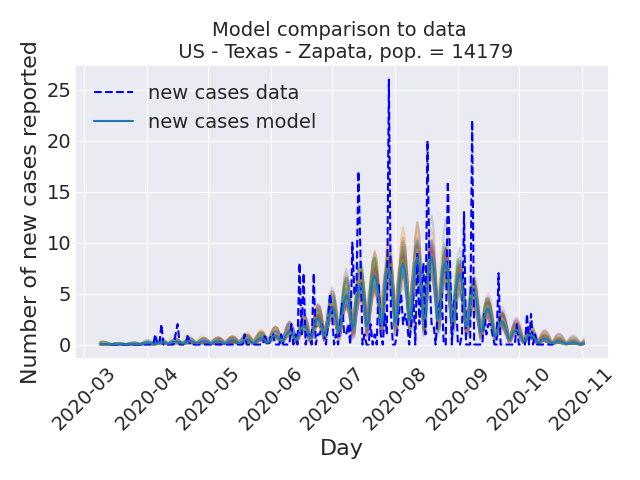 Model comparison to data
US - Texas - Zapata, pop. = 14179
Number of new cases reported
25
20
15
10
5
0
new cases data
new cases model
2020-03
2020-04
2020-05
2020-06
2020-07
2020-08
2020-09
2020-10
2020-11
Day